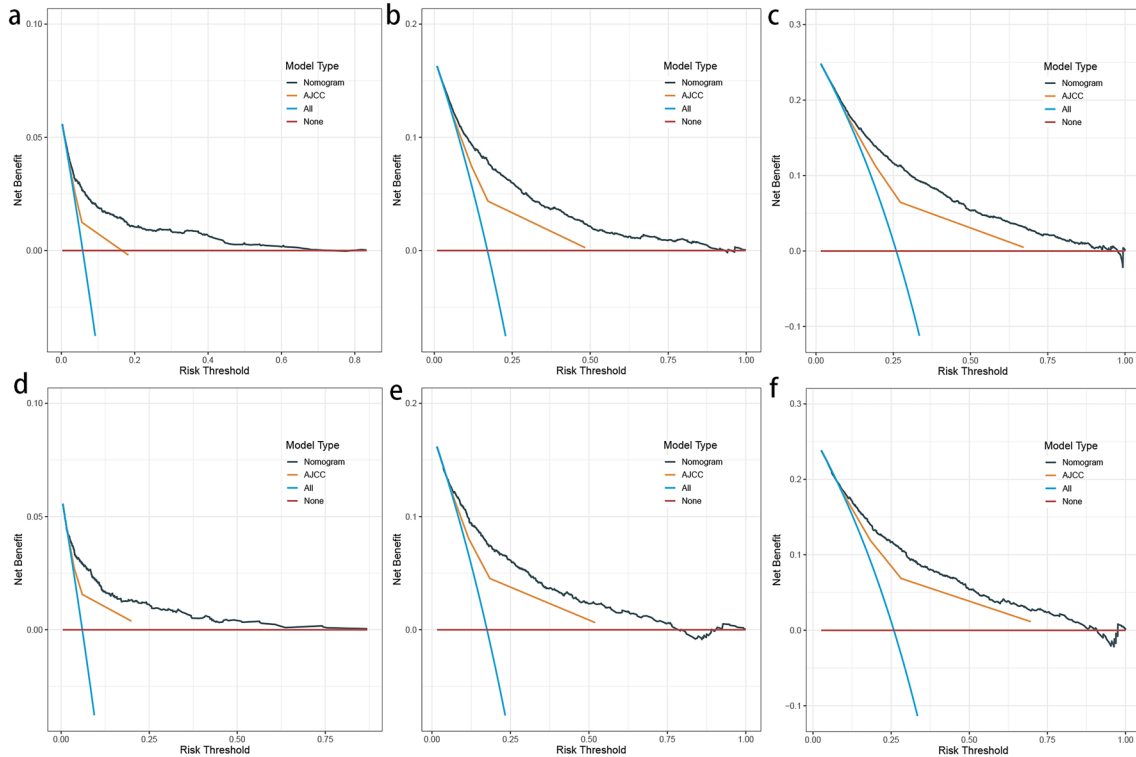 a
0.10
0.05
0.00
Net Benefit
Model Type
Nomogram
AJCC
All
None
0.0 0.2 0.4 0.6 0.8
Risk Threshold
b
0.2
0.1
0.0
Net Benefit
Model Type
Nomogram
AJCC
All
None
0.00 0.25 0.50 0.75 1.00
Risk Threshold
c
0.3
0.2
0.1
0.0
−0.1
Net Benefit
Model Type
Nomogram
AJCC
All
None
0.00 0.25 0.50 0.75 1.00
Risk Threshold
d
0.10
0.05
0.00
Net Benefit
Model Type
Nomogram
AJCC
All
None
0.00 0.25 0.50 0.75
Risk Threshold
e
0.2
0.1
0.0
Net Benefit
Model Type
Nomogram
AJCC
All
None
0.00 0.25 0.50 0.75 1.00
Risk Threshold
f
0.3
0.2
0.1
0.0
−0.1
Net Benefit
Model Type
Nomogram
AJCC
All
None
0.00 0.25 0.50 0.75 1.00
Risk Threshold